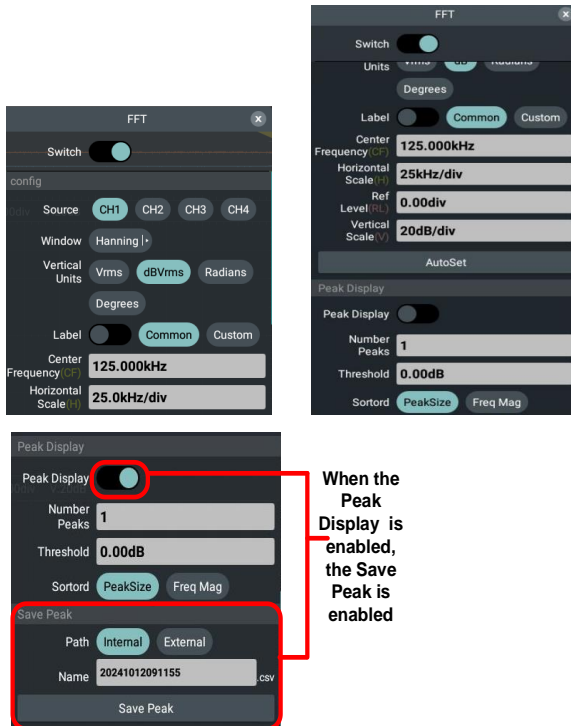 FFT
Switch
config
Source CH1 CH2 CH3 CH4
Window Hanning
Vertical
Units
Vrms dBVrms Radians
Degrees
Label Common Custom
Center
Frequency(CF)
125.000kHz
Horizontal
Scale(H)
25.0kHz/div
FFT
Switch
Units Vrms dB Radians
Degrees
Label Common Custom
Center
Frequency(CF)
125.000kHz
Horizontal
Scale(H)
25kHz/div
Ref
Level(RL)
0.00div
Vertical
Scale(V)
20dB/div
AutoSet
Peak Display
Peak Display
Number
Peaks
1
Threshold 0.00dB
Sortord PeakSize Freq Mag
Peak Display
Peak Display
Number
Peaks
1
Threshold 0.00dB
Sortord PeakSize Freq Mag
Save Peak
Path Internal External
Name 20241012091155 .csv
Save Peak
When the
Peak
Display is
enabled,
the Save
Peak is
enabled